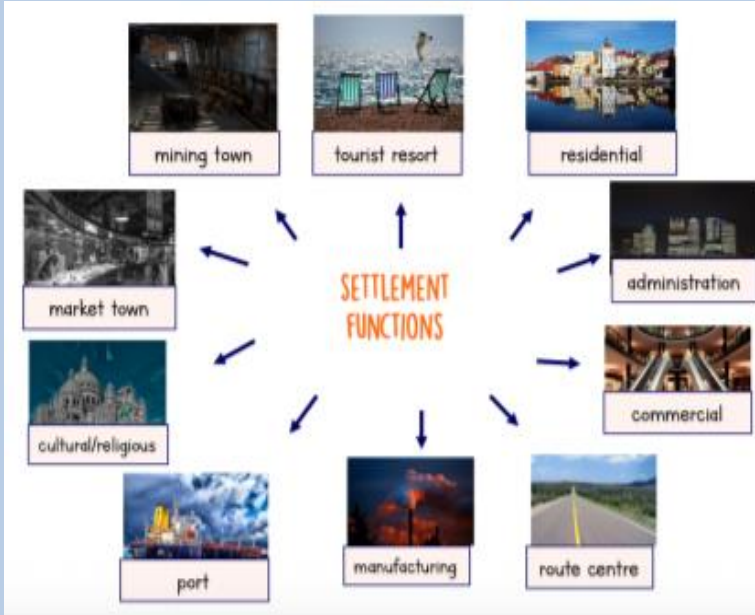 mining town
tourist resort
residential
market town
SETTLEMENT
FUNCTIONS
administration
cultural/religious
commercial
port
manufacturing
route centre